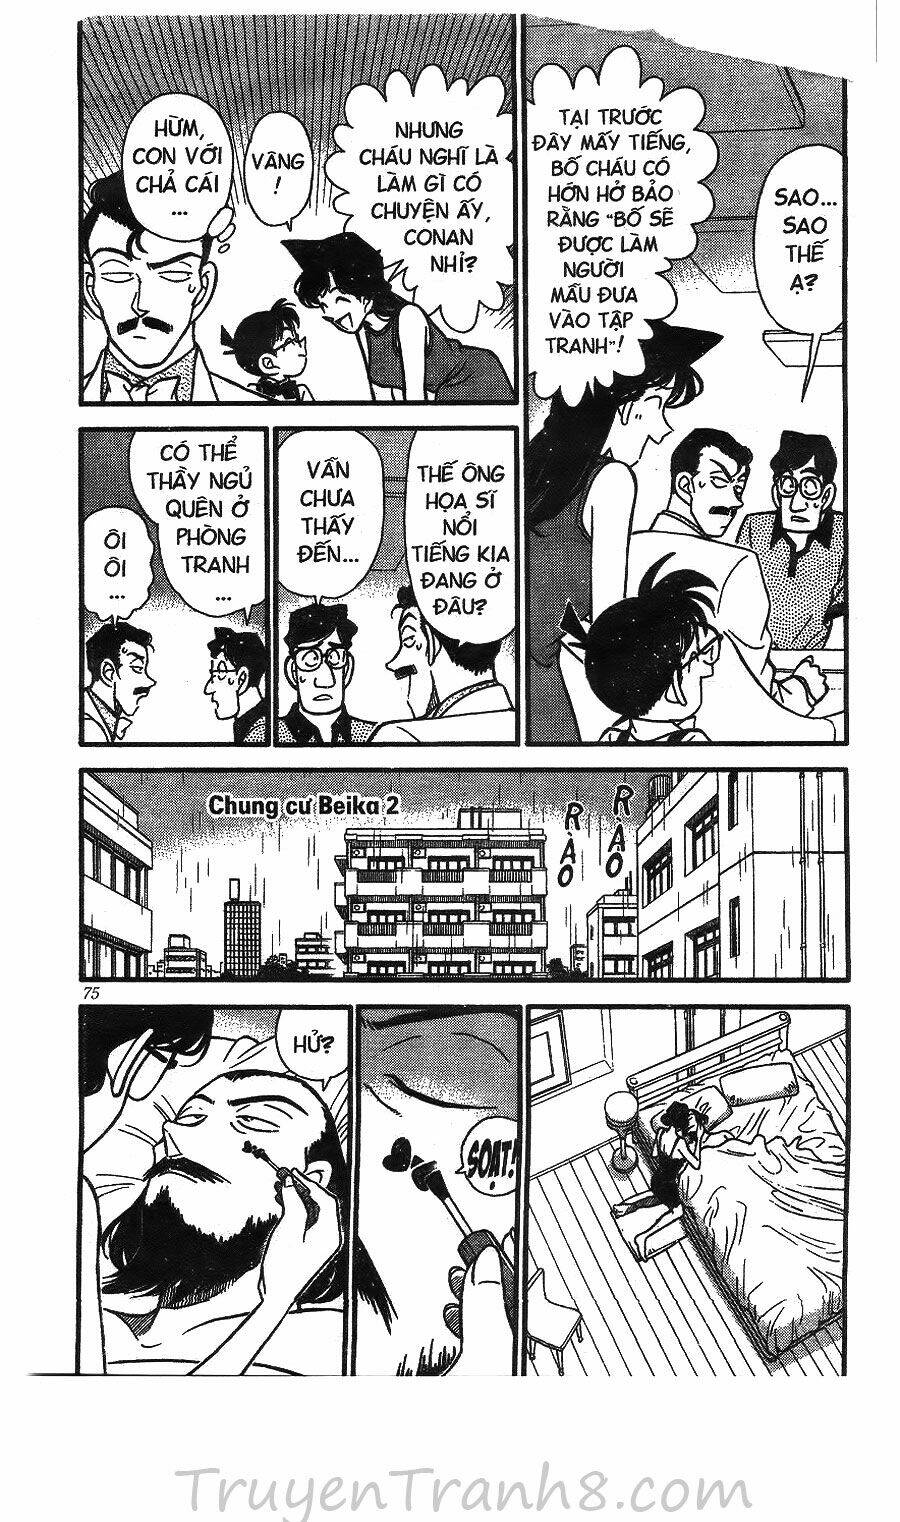 SAO...
SAO
THẾ
Ạ?
TẠI TRƯỚC
ĐÂY MẤY TIẾNG,
BỐ CHÁU CÓ
HỚN HỞ BẢO
RẰNG "BỐ SẼ
ĐƯỢC LÀM
NGƯỜI
MẪU ĐƯA
VÀO TẬP
TRANH"!
NHƯNG
CHÁU NGHĨ LÀ
LÀM GÌ CÓ
CHUYỆN ẤY,
CONAN
NHỈ?
VÂNG
!
HỪM,
CON VỚI
CHẢ CÁI
...
THẾ ÔNG
HỌA SĨ
NỔI
TIẾNG KIA
ĐANG Ở
ĐÂU?
VẪN
CHƯA
THẤY
ĐẾN...
CÓ THỂ
THẦY NGỦ
QUÊN Ở
PHÒNG
TRANH
...
ÔI
ÔI
...
Chung cư Beika 2
RÀO
RÀO
75
SOẠT!
HỬ?
TruyenTranh8.com